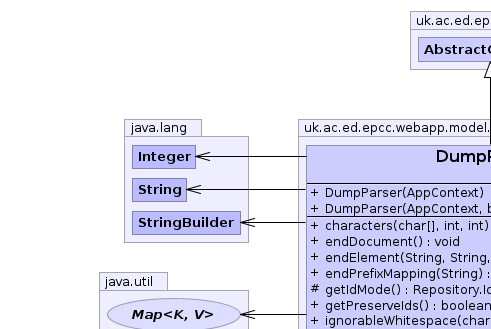 uk.ac.ed.ep
AbstractC
java.lang
Integer
String
StringBuilder
uk.ac.ed.epcc.webapp.model.
DumpP
+ DumpParser(AppContext)
+ DumpParser(AppContext, b
+ characters(char[], int, int)
+ endDocument() : void
+ endElement(String, String,
+ endPrefixMapping(String) :
# getIdMode() : Repository.Id
+ getPreserveIds() : boolean
+ ignorableWhitespace(char
java.util
Map<K, V>